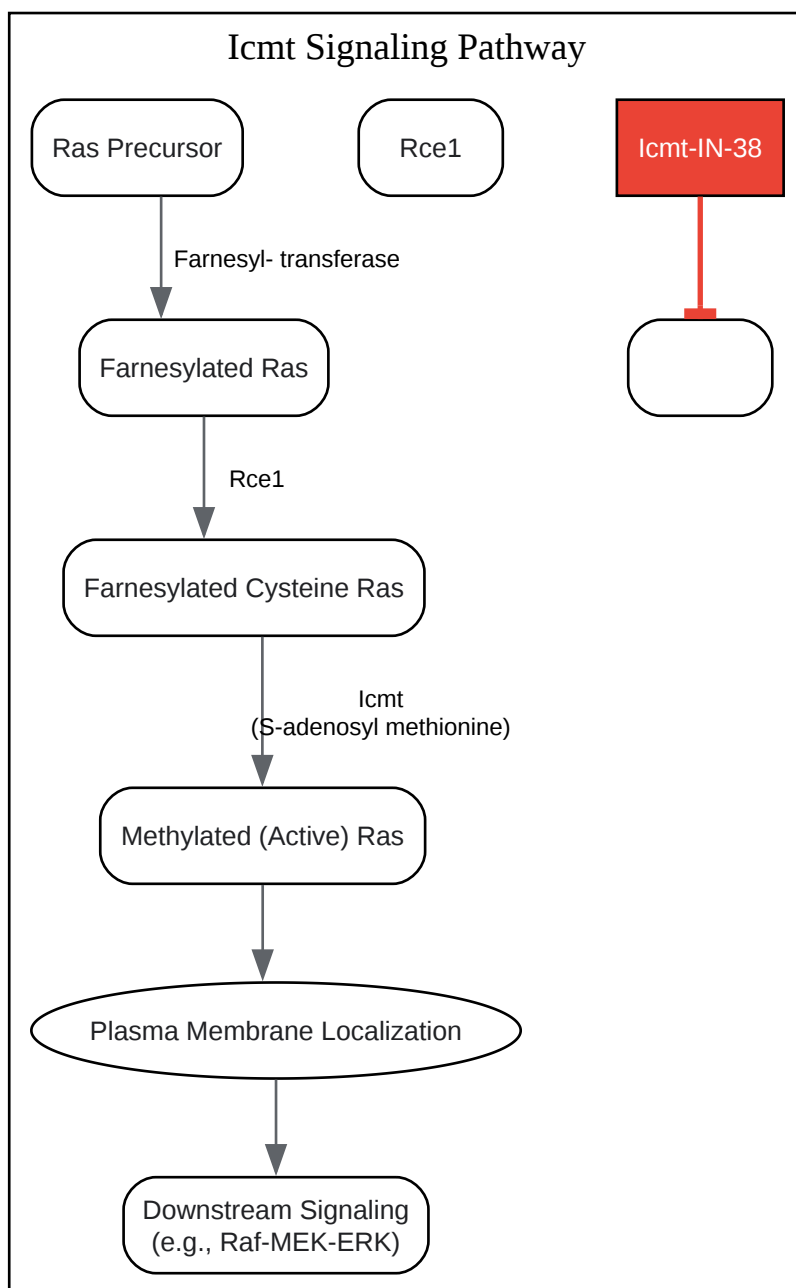 Icmt Signaling Pathway
Ras Precursor
Rce1
Icmt-IN-38
Farnesyl- transferase
Farnesylated Ras
Rce1
Farnesylated Cysteine Ras
Icmt
(S-adenosyl methionine)
Methylated (Active) Ras
Plasma Membrane Localization
Downstream Signaling
(e.g., Raf-MEK-ERK)